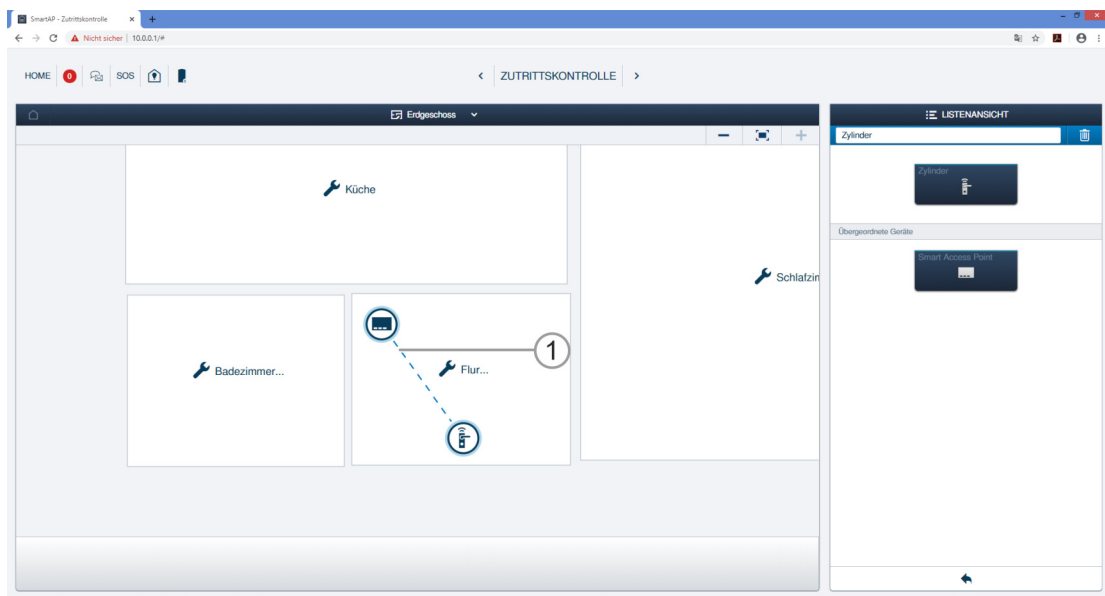 SmartAP - Zutrittskontrolle
Nicht sicher | 10.0.0.1/#
HOME 0 SOS ZUTRITTSKONTROLLE
Erdgeschoss
LISTENANSICHT
Zylinder
Zylinder
Küche
Übergeordnete Geräte
Smart Access Point
Schlafzim
1
Badezimmer...
Flur...